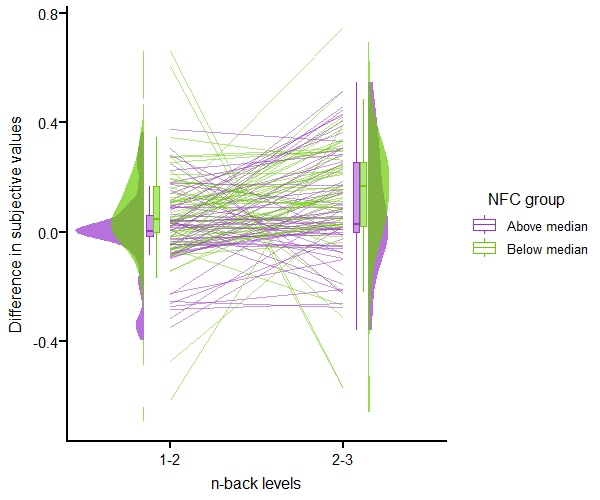 Difference in subjective values
0.8
0.4
0.0
-0.4
1-2
2-3
n-back levels
NFC group
Above median
Below median